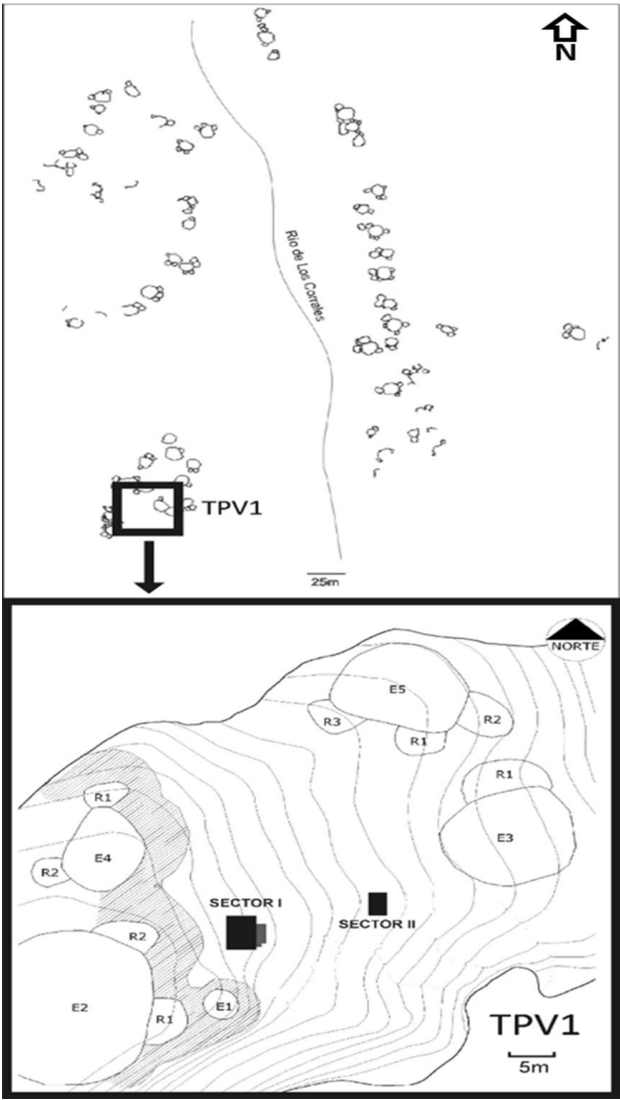 N
Río de Los Corrales
TPV1
25m
NORTE
E5
R3
R2
R1
R1
R1
E3
E4
R2
SECTOR I
SECTOR II
R2
E2
E1
R1
TPV1
5m